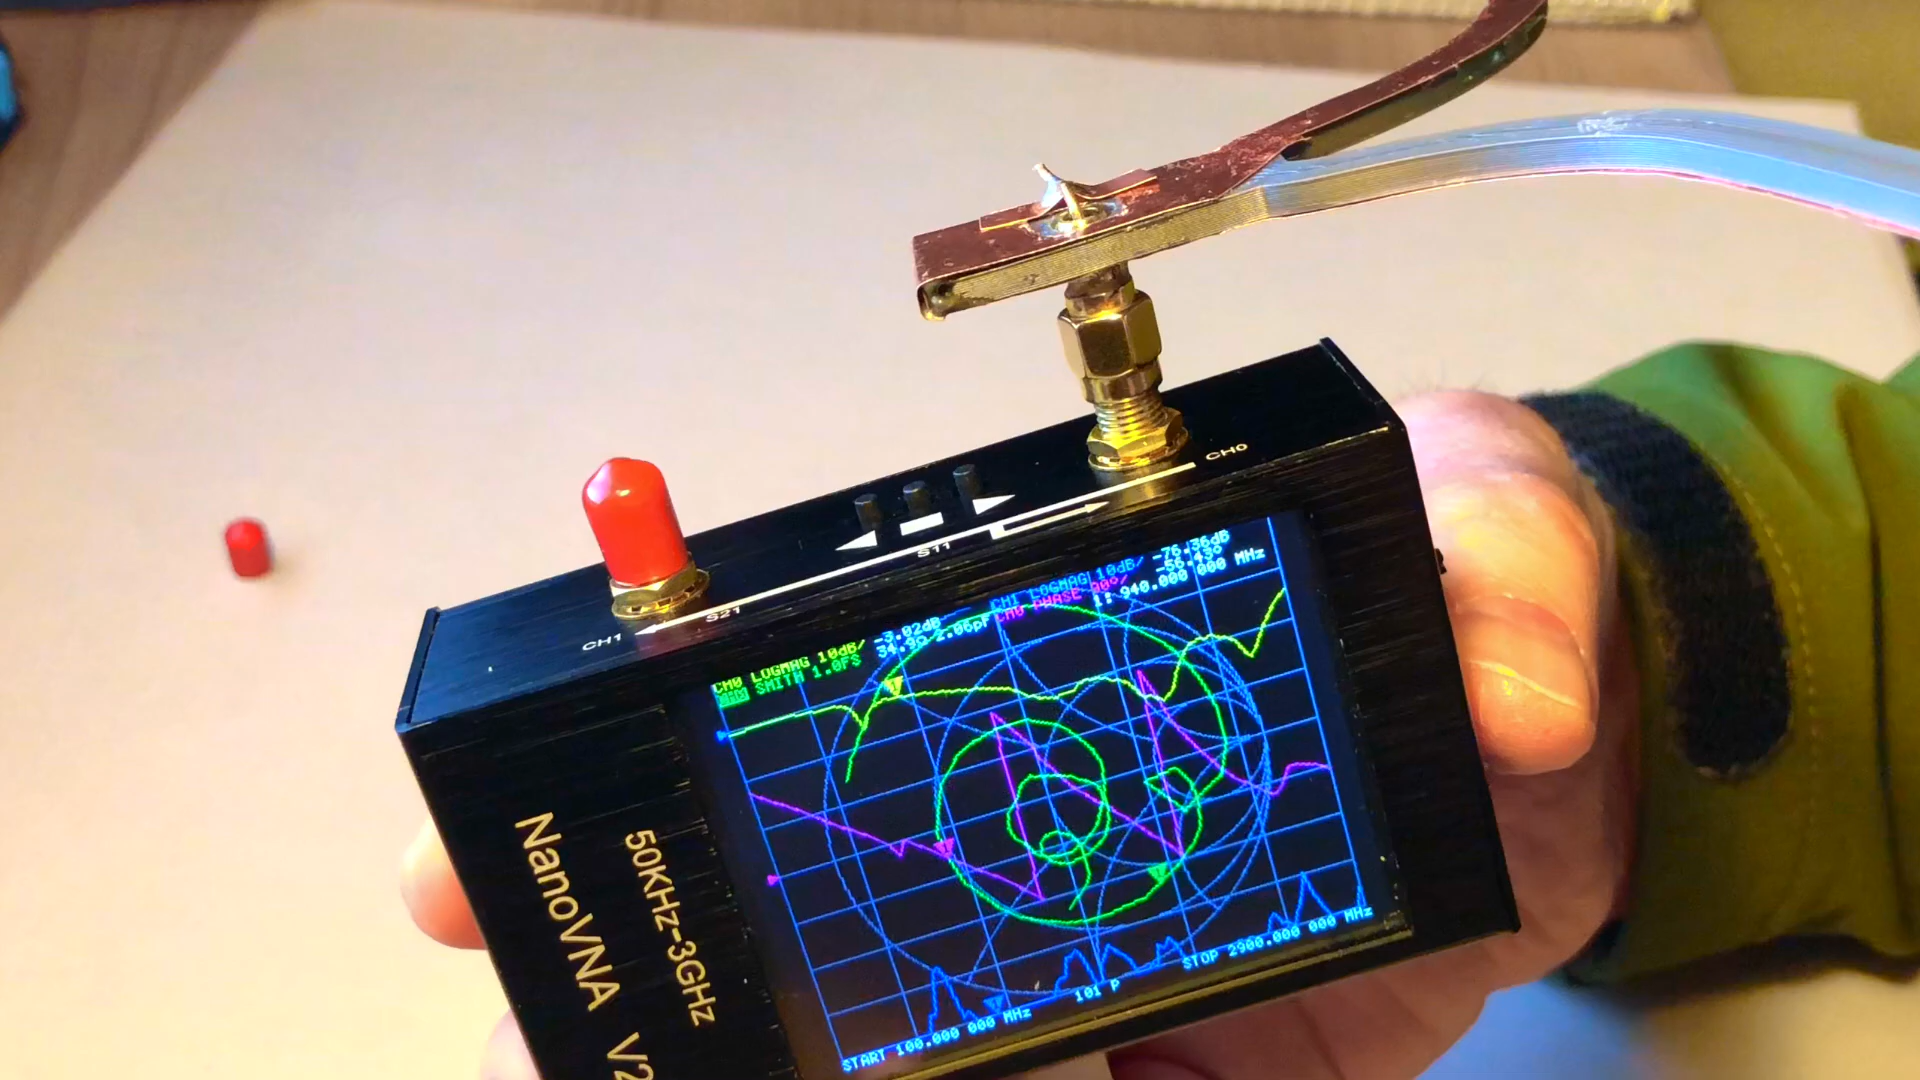 CH0
S11
S21
CH1
CH0 LOGMAG 10dB/ -3.02dB
SMITH 1.0FS 34.9Ω 2.06pF
CH1 LOGMAG 10dB/ -76.36dB
CH0 PHASE 90°/ -56.43°
1: 940.000 000 MHz
START 100.000 000 MHz
101 P
STOP 2900.000 000 MHz
NanoVNA V2
50KHz-3GHz